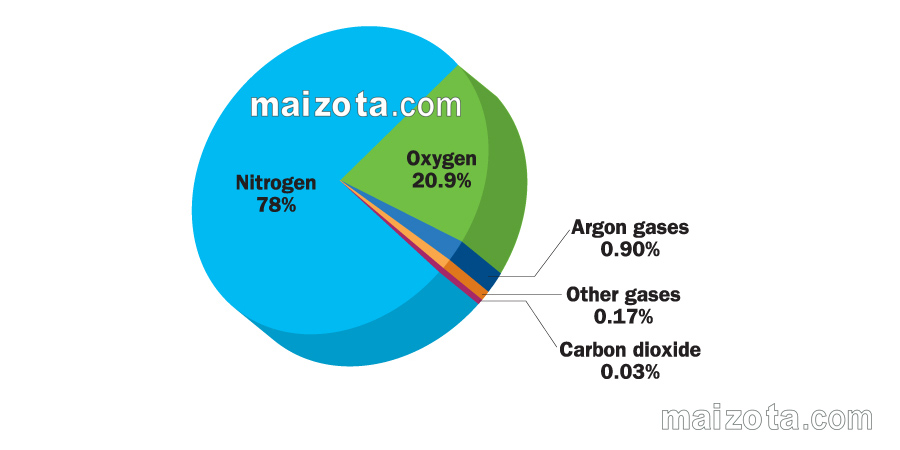 maizota.com
Oxygen
20.9%
Nitrogen
78%
Argon gases
0.90%
Other gases
0.17%
Carbon dioxide
0.03%
maizota.com